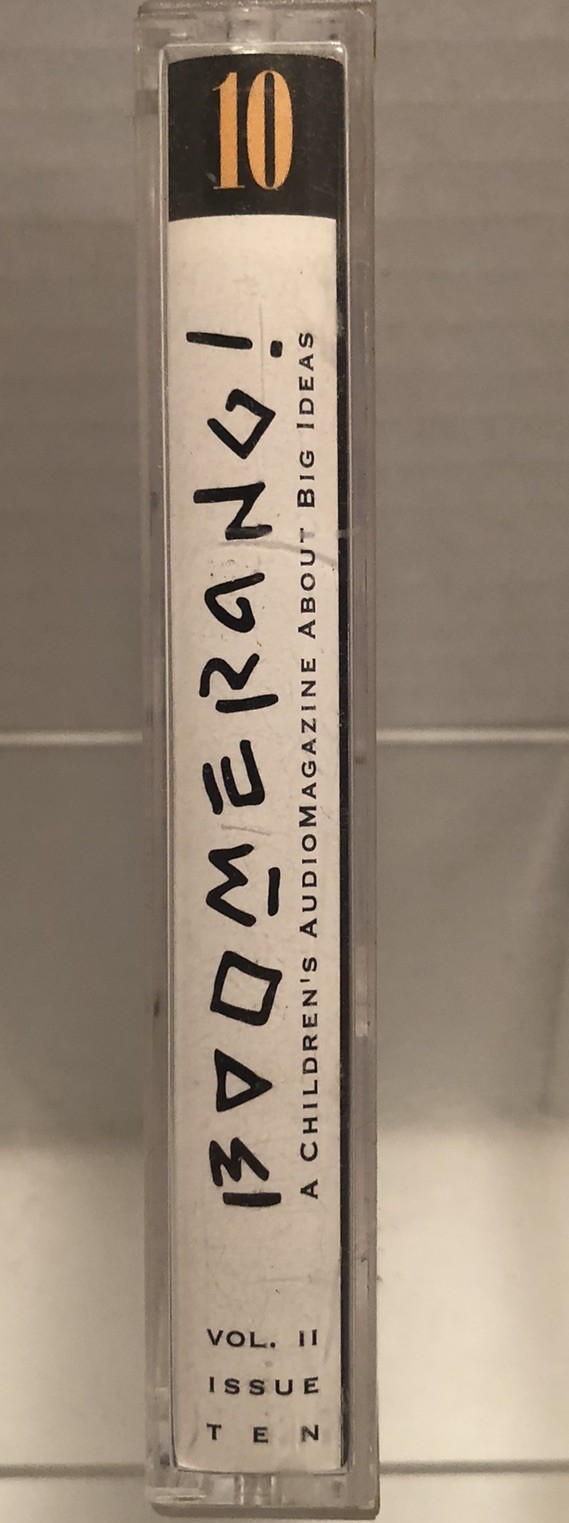 10
BOOMERANG!
A CHILDREN'S AUDIOMAGAZINE ABOUT BIG IDEAS
VOL. II
ISSUE
TEN